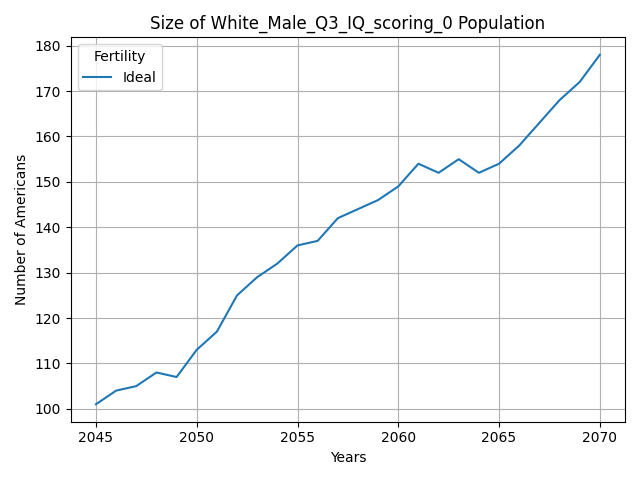 Size of White_Male_Q3_IQ_scoring_0 Population
Fertility
Ideal
180
170
160
150
140
130
120
110
100
Number of Americans
2045 2050 2055 2060 2065 2070
Years